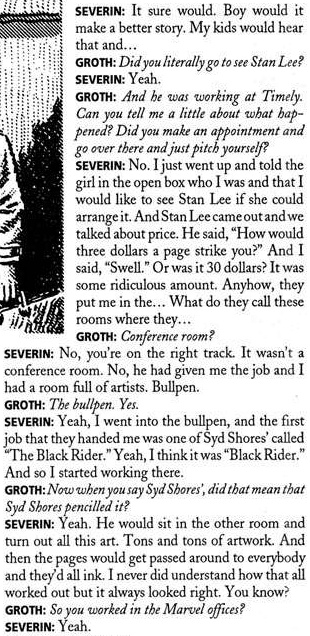 SEVERIN: It sure would. Boy would it
make a better story. My kids would hear
that and...
GROTH: Did you literally go to see Stan Lee?
SEVERIN: Yeah.
GROTH: And he was working at Timely.
Can you tell me a little about what hap-
pened? Did you make an appointment and
go over there and just pitch yourself?
SEVERIN: No. I just went up and told the
girl in the open box who I was and that I
would like to see Stan Lee if she could
arrange it. And Stan Lee came out and we
talked about price. He said, “How would
three dollars a page strike you?” And I
said, “Swell.” Or was it 30 dollars? It was
some ridiculous amount. Anyhow, they
put me in the... What do they call these
rooms where they...
GROTH: Conference room?
SEVERIN: No, you’re on the right track. It wasn’t a
conference room. No, he had given me the job and I
had a room full of artists. Bullpen.
GROTH: The bullpen. Yes.
SEVERIN: Yeah, I went into the bullpen, and the first
job that they handed me was one of Syd Shores’ called
“The Black Rider.” Yeah, I think it was “Black Rider.”
And so I started working there.
GROTH: Now when you say Syd Shores’, did that mean that
Syd Shores pencilled it?
SEVERIN: Yeah. He would sit in the other room and
turn out all this art. Tons and tons of artwork. And
then the pages would get passed around to everybody
and they’d all ink. I never did understand how that all
worked out but it always looked right. You know?
GROTH: So you worked in the Marvel offices?
SEVERIN: Yeah.